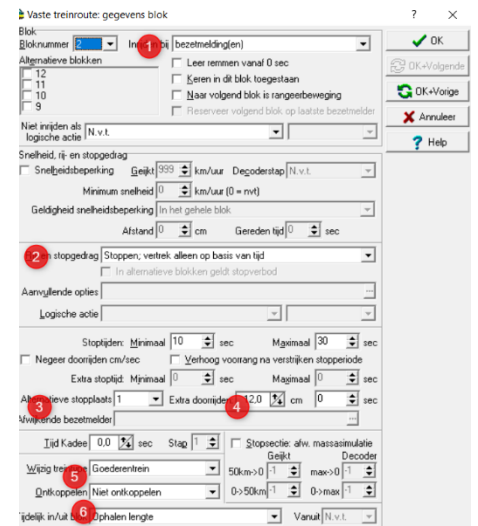 Vaste treinroute: gegevens blok ? ×
Blok
Bloknummer 2 1 bij bezetmelding(en)
Alternatieve blokken
12
11
10
9
Leer remmen vanaf 0 sec
Keren in dit blok toegestaan
Naar volgend blok is rangeerbeweging
Reserveer volgend blok op laatste bezetmelder
Niet inrijden als logische actie N.v.t.
OK
OK+Volgende
OK+Vorige
Annuleer
Help
Snelheid, rij- en stopgedrag
Snelheidsbeperking Geijkt 999 km/uur Decoderstap N.v.t.
Minimum snelheid 0 km/uur (0 = nvt)
Geldigheid snelheidsbeperking In het gehele blok
Afstand 0 cm Gereden tijd 0 sec
2 stopgedrag Stoppen; vertrek alleen op basis van tijd
In alternatieve blokken geldt stopverbod
Aanvullende opties ...
Logische actie
Stoptijden: Minimaal 10 sec Maximaal 30 sec
Negeer doorrijden cm/sec Verhoog voorrang na verstrijken stopperiode
Extra stoptijd: Minimaal 0 sec Maximaal 0 sec
Alternatieve stopplaats 1 Extra doorrijden 12,0 cm 0 sec
3 4
Afwijkende bezetmelder ...
Tijd Kadee 0,0 sec Stap 1 Stopsectie: afw. massasimulatie
Geijkt Decoder
Wijzig Goederentrein 50km->0 -1 max->0 -1
5
Ontkoppelen Niet ontkoppelen 0->50km -1 0->max -1
6
in/uit Ophalen lengte Vanuit N.v.t.